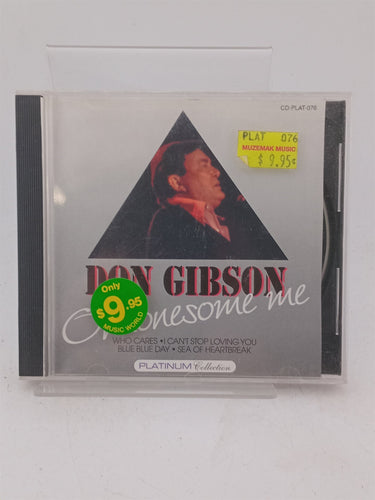 CD-PLAT-076
PLAT 076
MUZEMAK MUSIC
$ 9.95¢
DON GIBSON
Oh lonesome me
Only
$9.95
MUSIC WORLD
WHO CARES • I CAN'T STOP LOVING YOU
BLUE BLUE DAY • SEA OF HEARTBREAK
PLATINUM Collection